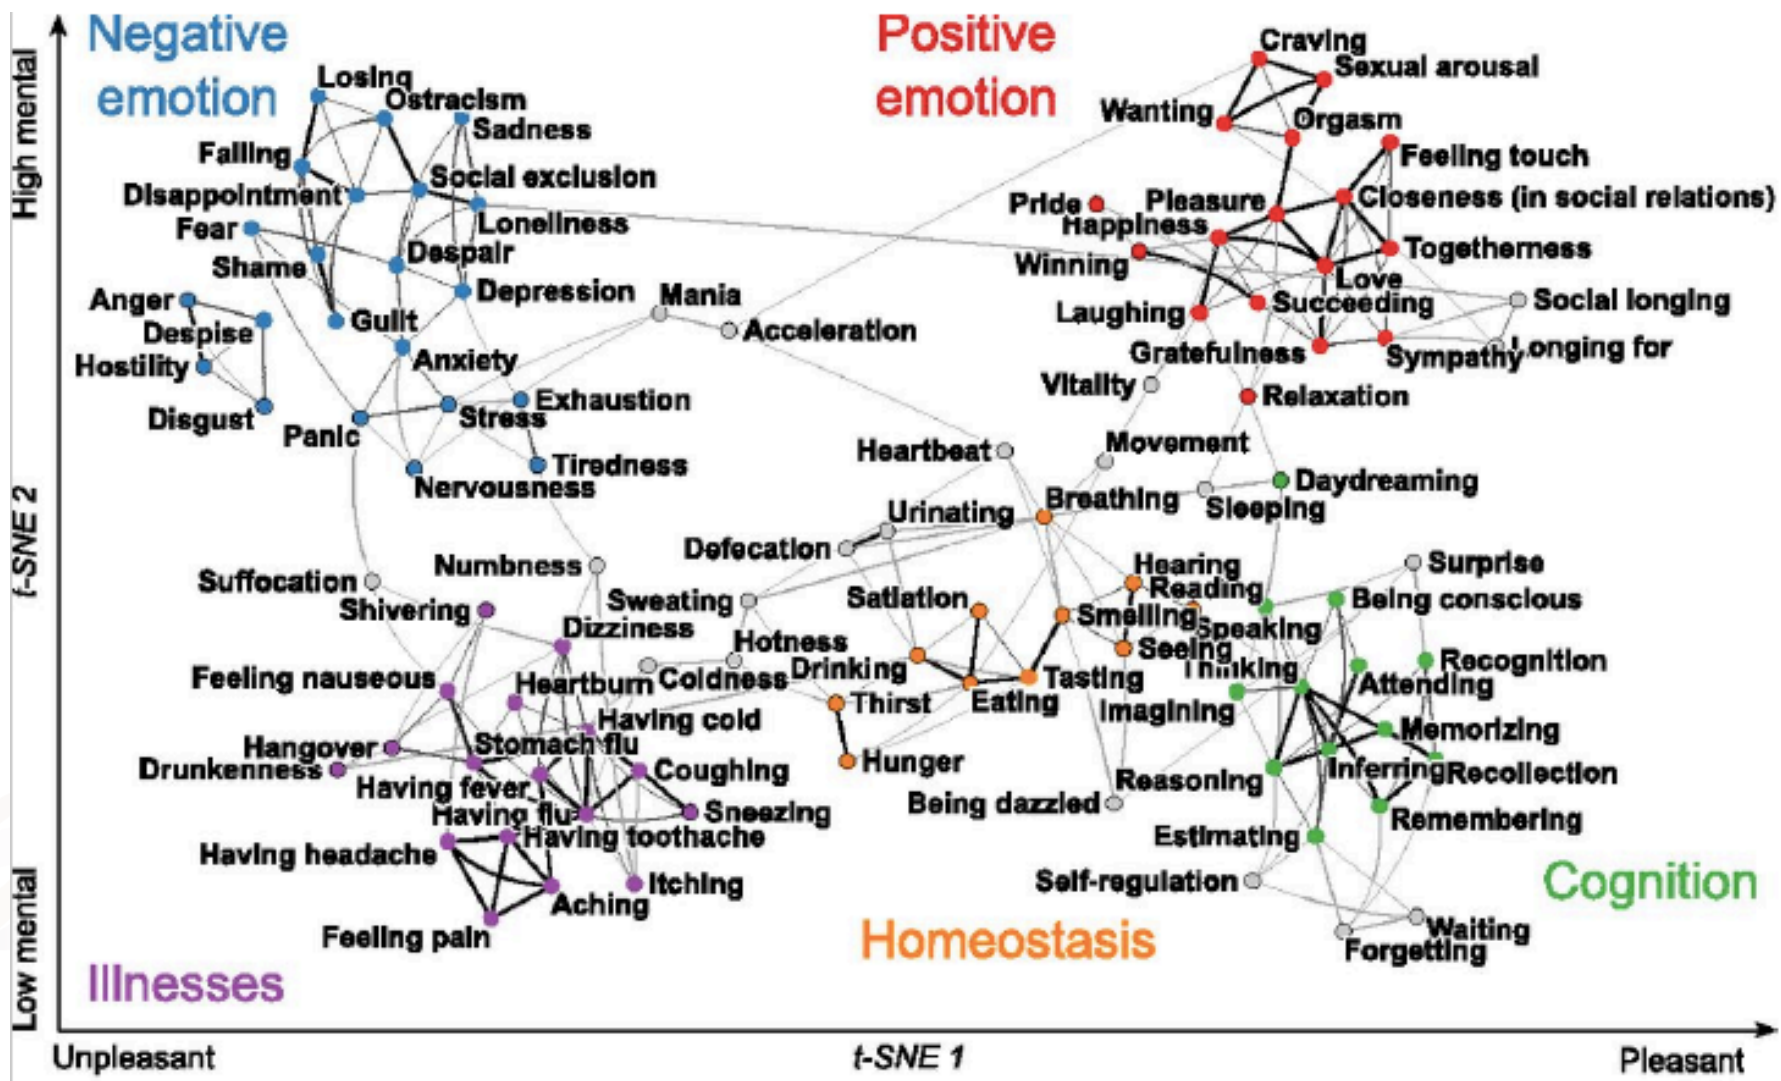 Negative
emotion
Positive
emotion
Craving
Sexual arousal
Losing
Ostracism
Wanting
Orgasm
Sadness
Falling
Feeling touch
Social exclusion
Disappointment
Closeness (in social relations)
Pleasure
Pride
Happiness
Fear
Loneliness
Togetherness
Despair
Winning
Shame
Love
Depression
Mania
Anger
Social longing
Succeeding
Laughing
Guilt
Despise
Acceleration
Longing for
Sympathy
Gratefulness
Anxiety
Hostility
Vitality
Relaxation
Exhaustion
Disgust
Stress
Panic
Movement
Heartbeat
Tiredness
Daydreaming
Nervousness
Breathing
Sleeping
Urinating
Defecation
Surprise
Numbness
Hearing
Suffocation
Reading
Satiation
Being conscious
Sweating
Shivering
Smelling
Dizziness
Speaking
Hotness
Seeing
Recognition
Thinking
Drinking
Feeling nauseous
Coldness
Tasting
Heartburn
Attending
Eating
Thirst
Imagining
Having cold
Memorizing
Stomach flu
Hangover
Hunger
Drunkenness
Coughing
Inferring
Recollection
Reasoning
Having fever
Being dazzled
Sneezing
Having flu
Remembering
Having toothache
Estimating
Having headache
Self-regulation
Itching
Cognition
Aching
Waiting
Feeling pain
Homeostasis
Forgetting
Illnesses
High mental
t-SNE 2
Low mental
Unpleasant
t-SNE 1
Pleasant